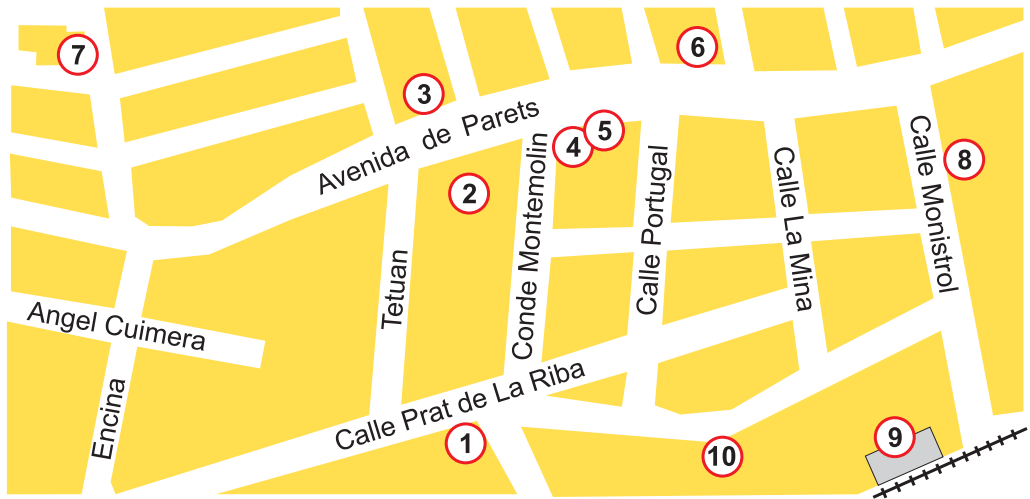 7
3
6
Avenida de Parets
4
5
8
2
Calle Monistrol
Calle Portugal
Calle La Mina
Conde Montemolin
Tetuan
Angel Cuimera
Encina
Calle Prat de La Riba
1
10
9